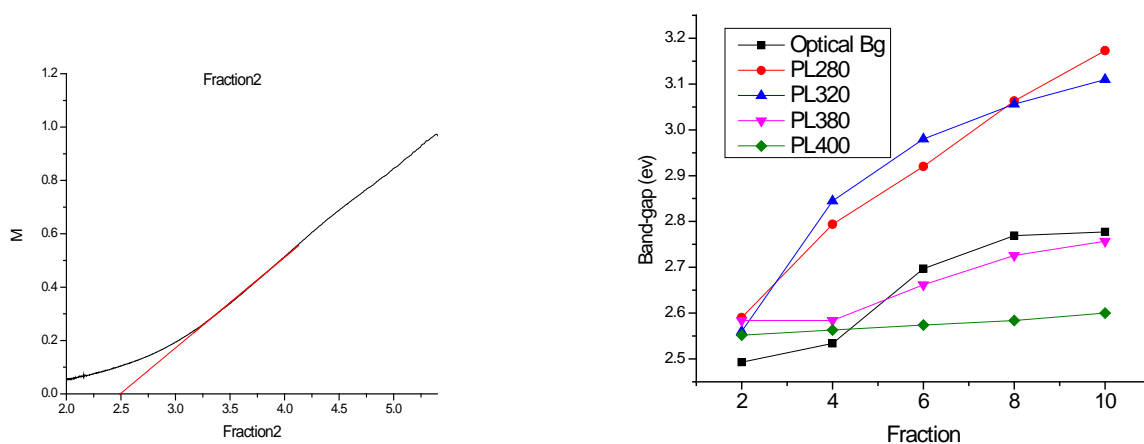 Fraction2
1.2
1.0
0.8
0.6
0.4
0.2
0.0
M
2.0 2.5 3.0 3.5 4.0 4.5 5.0
Fraction2
Optical Bg
PL280
PL320
PL380
PL400
3.2
3.1
3.0
2.9
2.8
2.7
2.6
2.5
Band-gap (ev)
2 4 6 8 10
Fraction